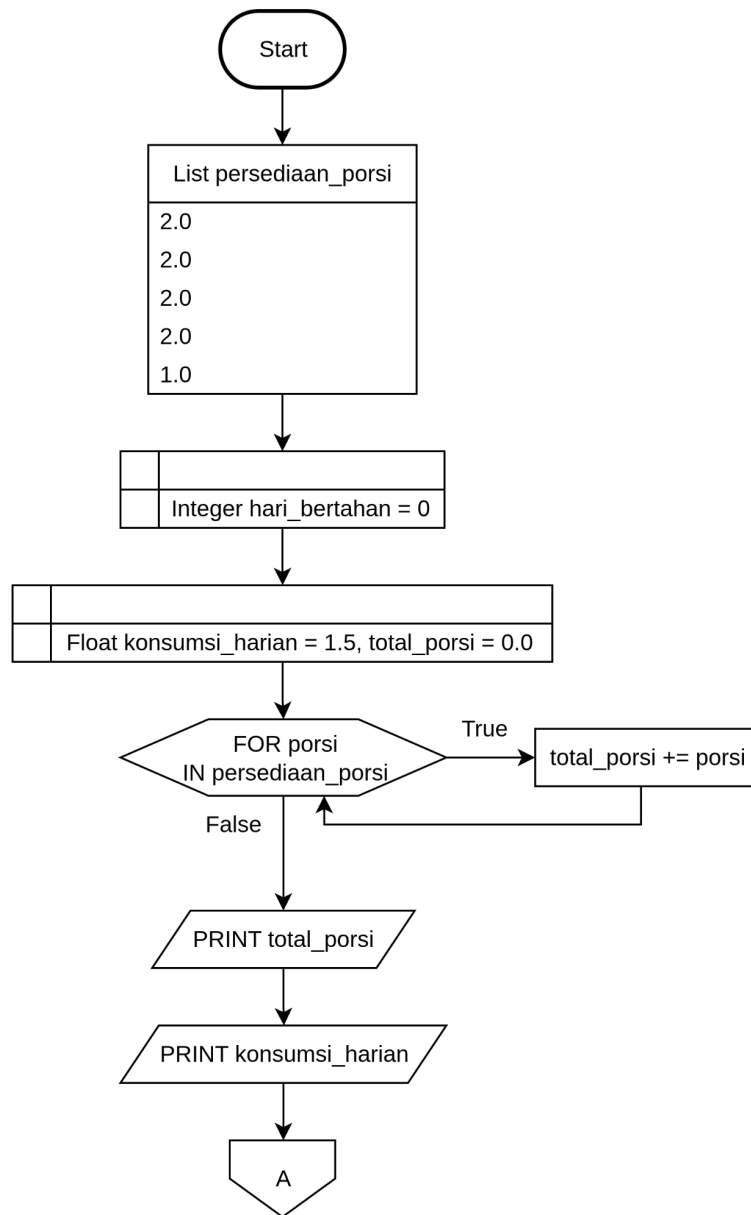 Start
List persediaan_porsi
2.0
2.0
2.0
2.0
1.0
Integer hari_bertahan = 0
Float konsumsi_harian = 1.5, total_porsi = 0.0
FOR porsi
IN persediaan_porsi
True
total_porsi += porsi
False
PRINT total_porsi
PRINT konsumsi_harian
A